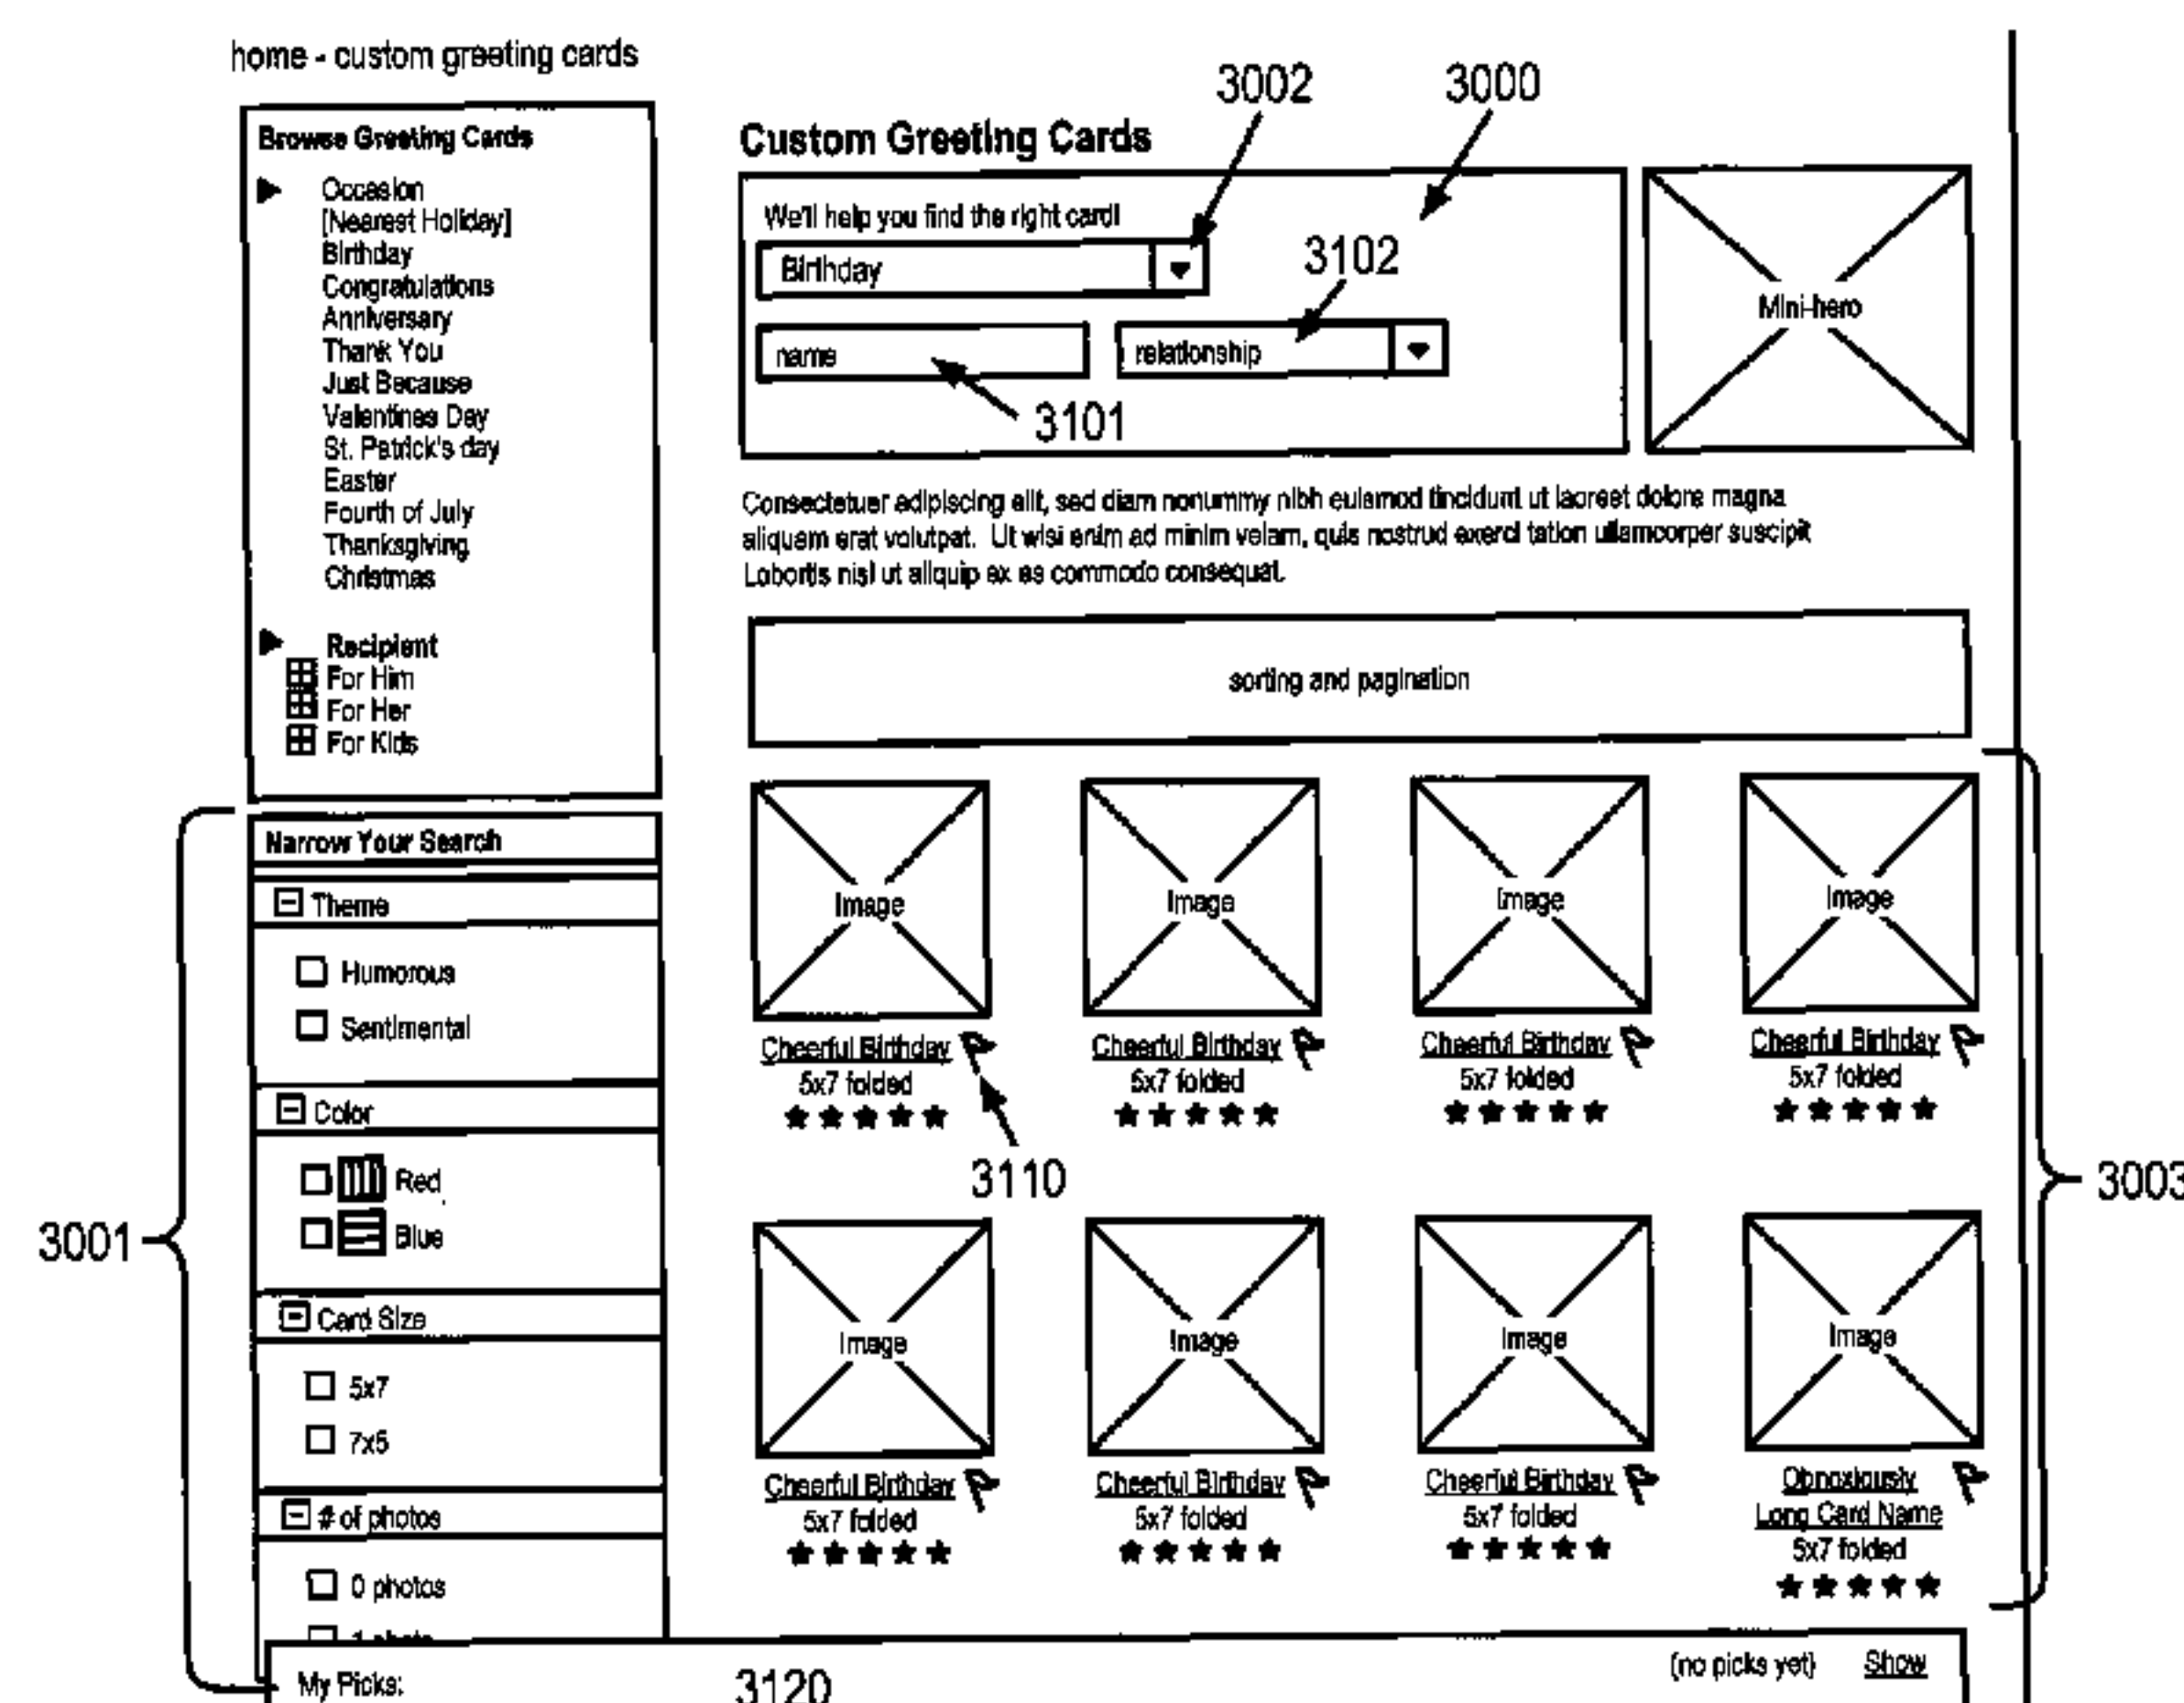 home - custom greeting cards
Browse Greeting Cards
Occasion
[Nearest Holiday]
Birthday
Congratulations
Anniversary
Thank You
Just Because
Valentines Day
St. Patrick's day
Easter
Fourth of July
Thanksgiving
Christmas
Recipient
For Him
For Her
For Kids
3001
Narrow Your Search
Theme
Humorous
Sentimental
Color
Red
Blue
Card Size
5x7
7x5
# of photos
0 photos
3002
3000
Custom Greeting Cards
We'll help you find the right card!
Birthday
3102
name
relationship
3101
Mini-hero
Consectetuer adipiscing elit, sed diam nonummy nibh euismod tincidunt ut laoreet dolore magna
aliquam erat volutpat. Ut wisi enim ad minim velam, quis nostrud exerci tation ullamcorper suscipit
Lobortis nisl ut aliquip ex ea commodo consequat.
sorting and pagination
Image Image Image Image
Cheerful Birthday Cheerful Birthday Cheerful Birthday Cheerful Birthday
5x7 folded 5x7 folded 5x7 folded 5x7 folded
3110
3003
Image Image Image Image
Cheerful Birthday Cheerful Birthday Cheerful Birthday Obnoxiously
Long Card Name
5x7 folded 5x7 folded 5x7 folded 5x7 folded
My Picks:
3120
(no picks yet) Show